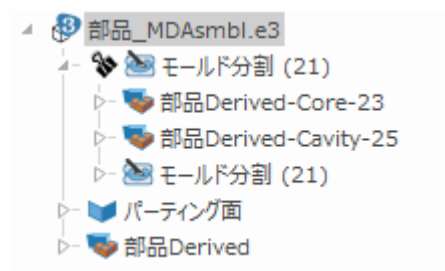 部品_MDAsmbl.e3
モールド分割 (21)
部品Derived-Core-23
部品Derived-Cavity-25
モールド分割 (21)
パーティング面
部品Derived